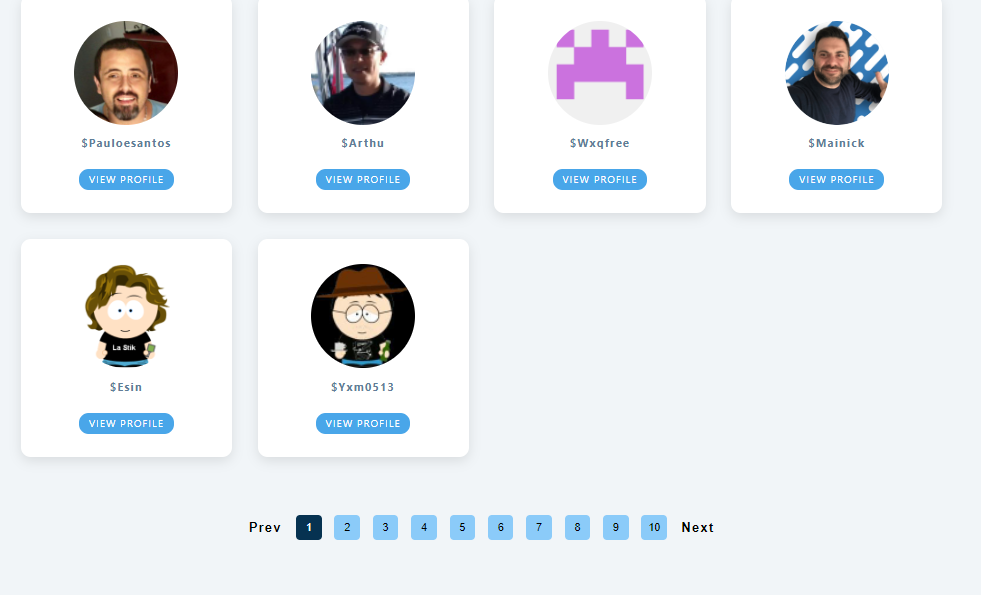 $Pauloesantos
$Arthu
$Wxqfree
$Mainick
VIEW PROFILE
VIEW PROFILE
VIEW PROFILE
VIEW PROFILE
La Stik
$Esin
$Yxm0513
VIEW PROFILE
VIEW PROFILE
Prev 1 2 3 4 5 6 7 8 9 10 Next